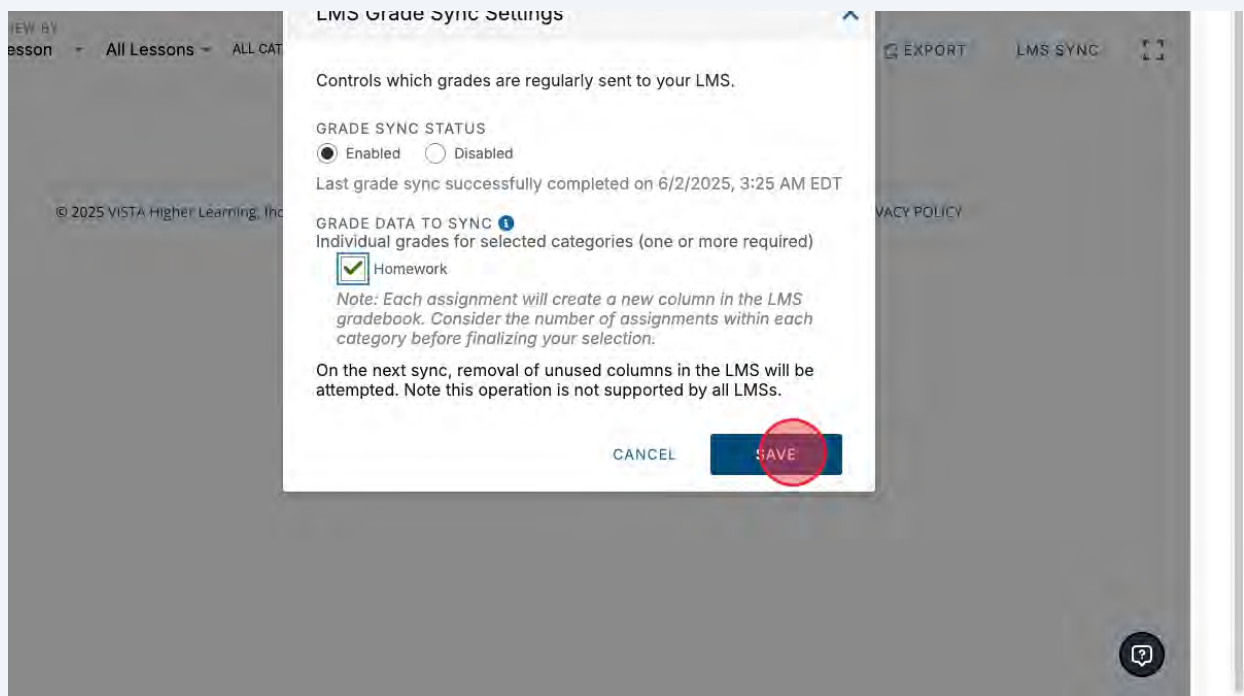 LMS Grade Sync Settings
IEW BY
esson All Lessons ALL CAT
EXPORT LMS SYNC
Controls which grades are regularly sent to your LMS.
GRADE SYNC STATUS
Enabled Disabled
Last grade sync successfully completed on 6/2/2025, 3:25 AM EDT
© 2025 VISTA Higher Learning, Inc
VACY POLICY
GRADE DATA TO SYNC
Individual grades for selected categories (one or more required)
Homework
Note: Each assignment will create a new column in the LMS
gradebook. Consider the number of assignments within each
category before finalizing your selection.
On the next sync, removal of unused columns in the LMS will be
attempted. Note this operation is not supported by all LMSs.
CANCEL SAVE